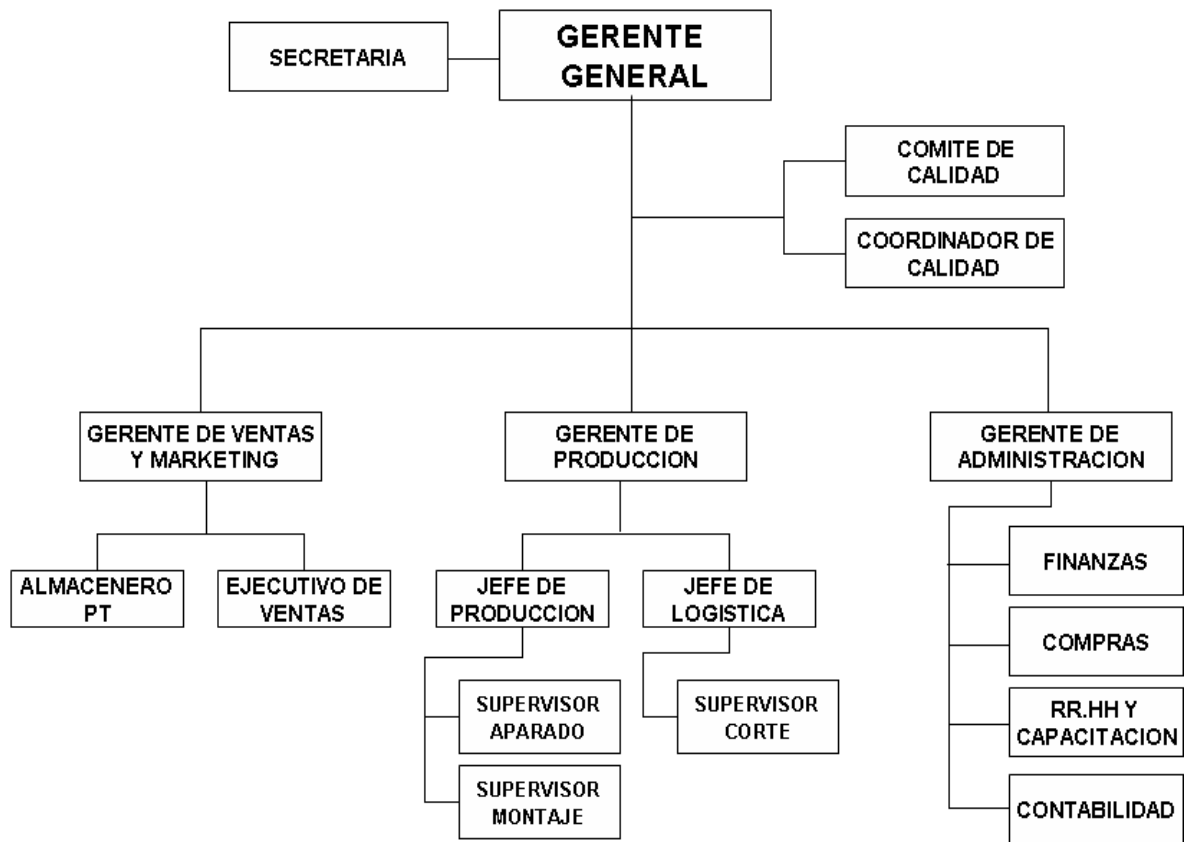 SECRETARIA
GERENTE
GENERAL
COMITE DE
CALIDAD
COORDINADOR DE
CALIDAD
GERENTE DE VENTAS
Y MARKETING
GERENTE DE
PRODUCCION
GERENTE DE
ADMINISTRACION
ALMACENERO
PT
EJECUTIVO DE
VENTAS
JEFE DE
PRODUCCION
JEFE DE
LOGISTICA
SUPERVISOR
APARADO
SUPERVISOR
MONTAJE
SUPERVISOR
CORTE
FINANZAS
COMPRAS
RR.HH Y
CAPACITACION
CONTABILIDAD